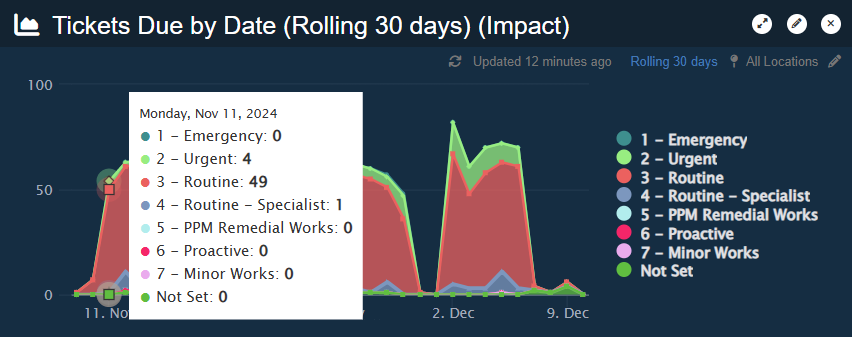 Tickets Due by Date (Rolling 30 days) (Impact)
Updated 12 minutes ago Rolling 30 days All Locations
100
50
0
Monday, Nov 11, 2024
1 – Emergency: 0
2 – Urgent: 4
3 – Routine: 49
4 – Routine – Specialist: 1
5 – PPM Remedial Works: 0
6 – Proactive: 0
7 – Minor Works: 0
Not Set: 0
11. Nov 2. Dec 9. Dec
1 – Emergency
2 – Urgent
3 – Routine
4 – Routine – Specialist
5 – PPM Remedial Works
6 – Proactive
7 – Minor Works
Not Set